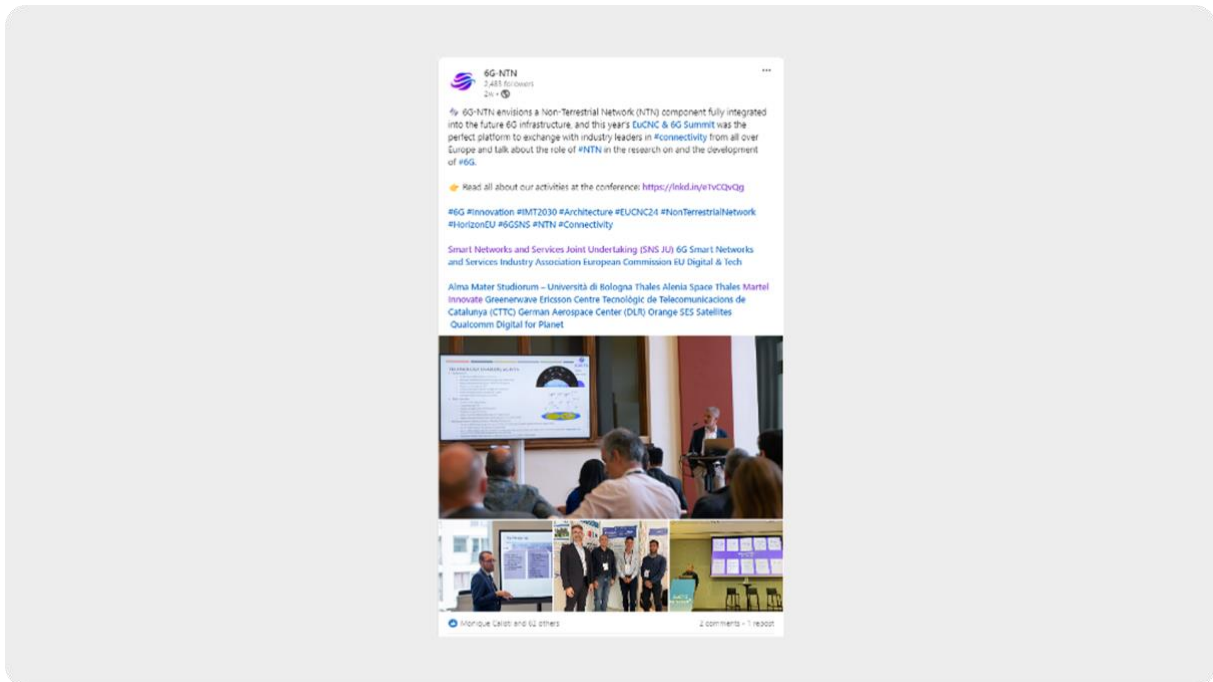 6G-NTN
2,485 followers
2w •
6G-NTN envisions a Non-Terrestrial Network (NTN) component fully integrated
into the future 6G infrastructure, and this year's EuCNC & 6G Summit was the
perfect platform to exchange with industry leaders in #connectivity from all over
Europe and talk about the role of #NTN in the research on and the development
of #6G.
Read all about our activities at the conference: https://lnkd.in/e1vCQvQg
#6G #Innovation #IMT2030 #Architecture #EUCNC24 #NonTerrestrialNetwork
#HorizonEU #6GSNS #NTN #Connectivity
Smart Networks and Services Joint Undertaking (SNS JU) 6G Smart Networks
and Services Industry Association European Commission EU Digital & Tech
Alma Mater Studiorum – Università di Bologna Thales Alenia Space Thales Martel
Innovate Greenerwave Ericsson Centre Tecnològic de Telecomunicacions de
Catalunya (CTTC) German Aerospace Center (DLR) Orange SES Satellites
Qualcomm Digital for Planet
Monique Calisti and 62 others
2 comments • 1 repost